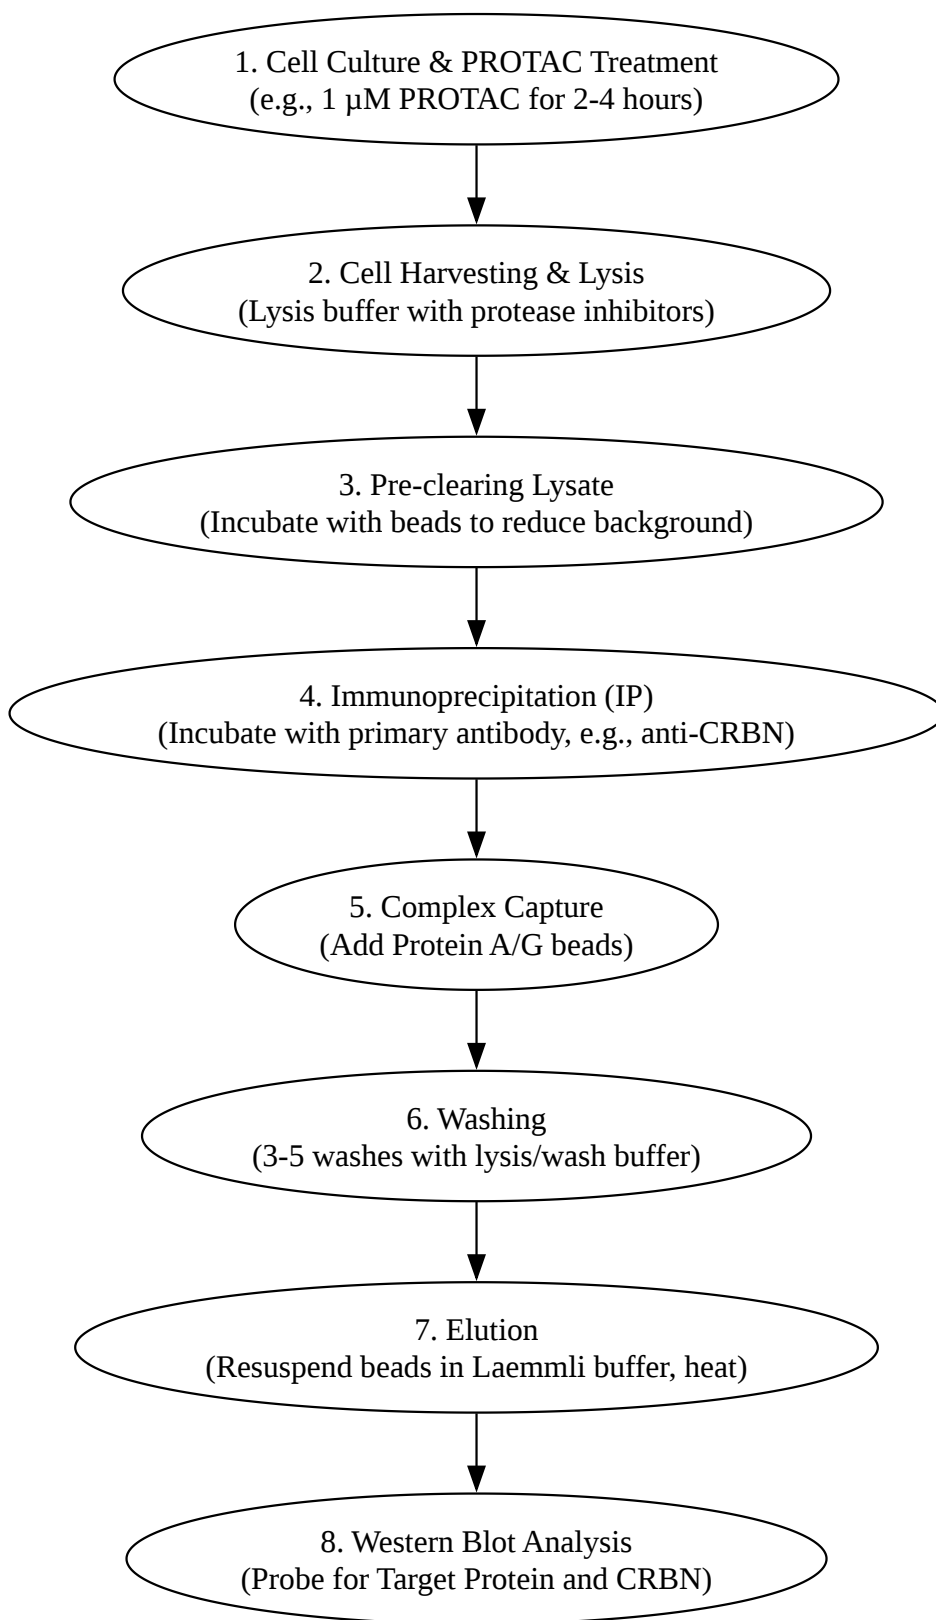 1. Cell Culture & PROTAC Treatment
(e.g., 1 µM PROTAC for 2-4 hours)
2. Cell Harvesting & Lysis
(Lysis buffer with protease inhibitors)
3. Pre-clearing Lysate
(Incubate with beads to reduce background)
4. Immunoprecipitation (IP)
(Incubate with primary antibody, e.g., anti-CRBN)
5. Complex Capture
(Add Protein A/G beads)
6. Washing
(3-5 washes with lysis/wash buffer)
7. Elution
(Resuspend beads in Laemmli buffer, heat)
8. Western Blot Analysis
(Probe for Target Protein and CRBN)